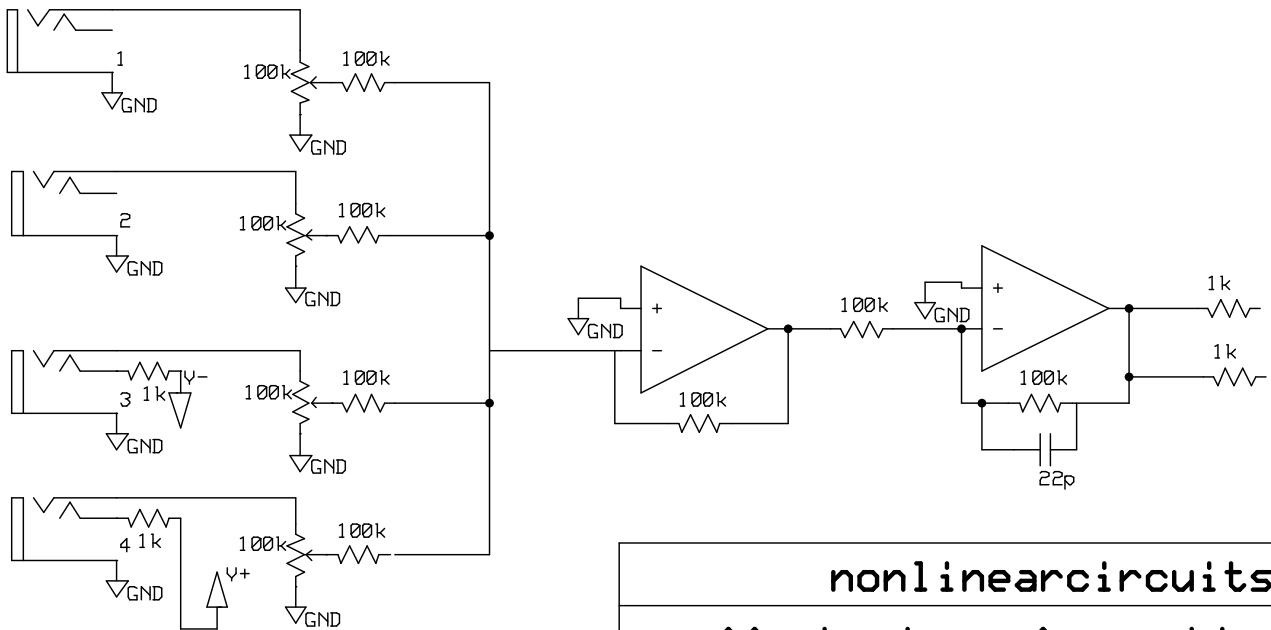 1
100k
100k
GND
GND
2
100k
100k
GND
GND
3
1k
V-
100k
100k
GND
GND
4
1k
V+
100k
100k
GND
GND
+
-
GND
100k
100k
+
-
GND
100k
22p
1k
1k
nonlinearcircuits